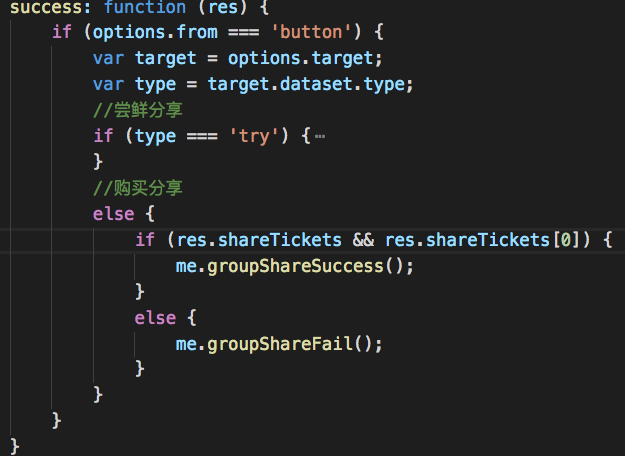 success: function (res) {
if (options.from === 'button') {
var target = options.target;
var type = target.dataset.type;
//尝鲜分享
if (type === 'try') {⋯
}
//购买分享
else {
if (res.shareTickets && res.shareTickets[0]) {
me.groupShareSuccess();
}
else {
me.groupShareFail();
}
}
}
}